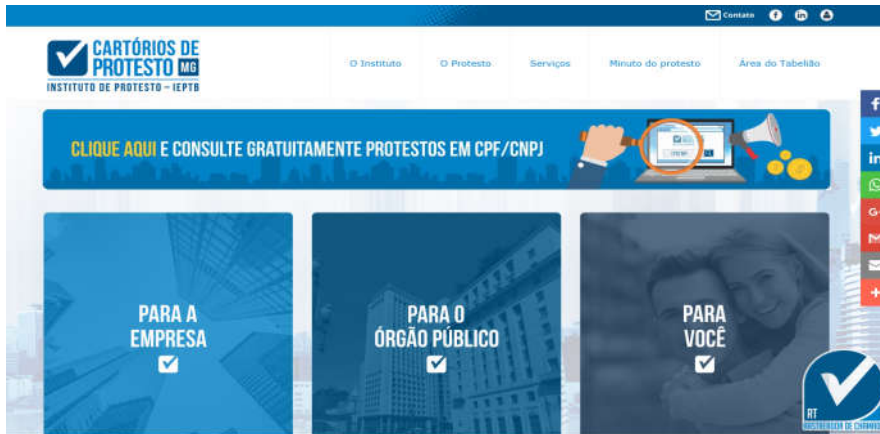 Contato
CARTÓRIOS DE
PROTESTO MG
INSTITUTO DE PROTESTO – IEPTB
O Instituto O Protesto Serviços Minuto do protesto Área do Tabelião
CLIQUE AQUI E CONSULTE GRATUITAMENTE PROTESTOS EM CPF/CNPJ
PARA A
EMPRESA
PARA O
ÓRGÃO PÚBLICO
PARA
VOCÊ
RT